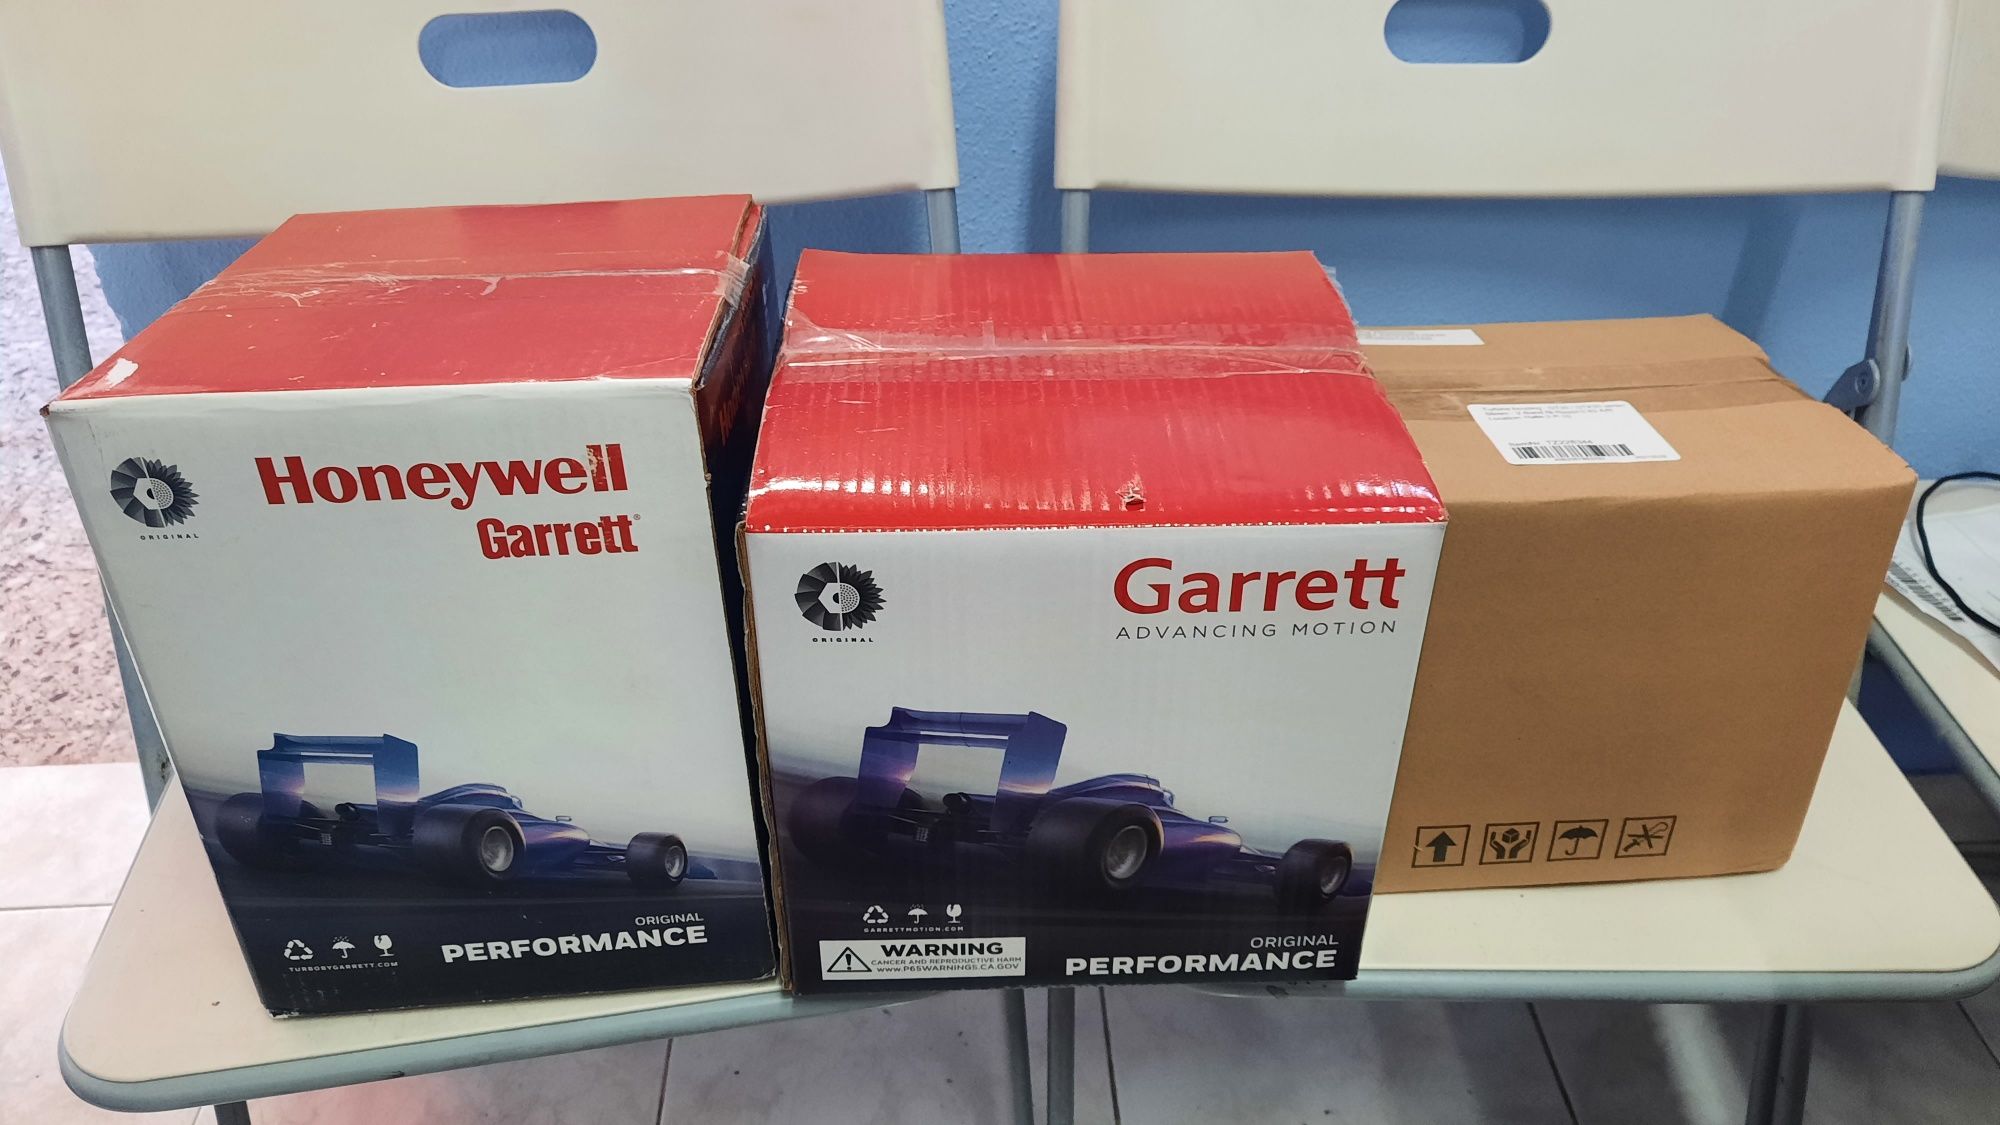 Honeywell
Garrett®
ORIGINAL
TURBOBYGARRETT.COM
ORIGINAL
PERFORMANCE
Garrett
ADVANCING MOTION
ORIGINAL
GARRETTMOTION.COM
WARNING
CANCER AND REPRODUCTIVE HARM
WWW.P65WARNINGS.CA.GOV
ORIGINAL
PERFORMANCE